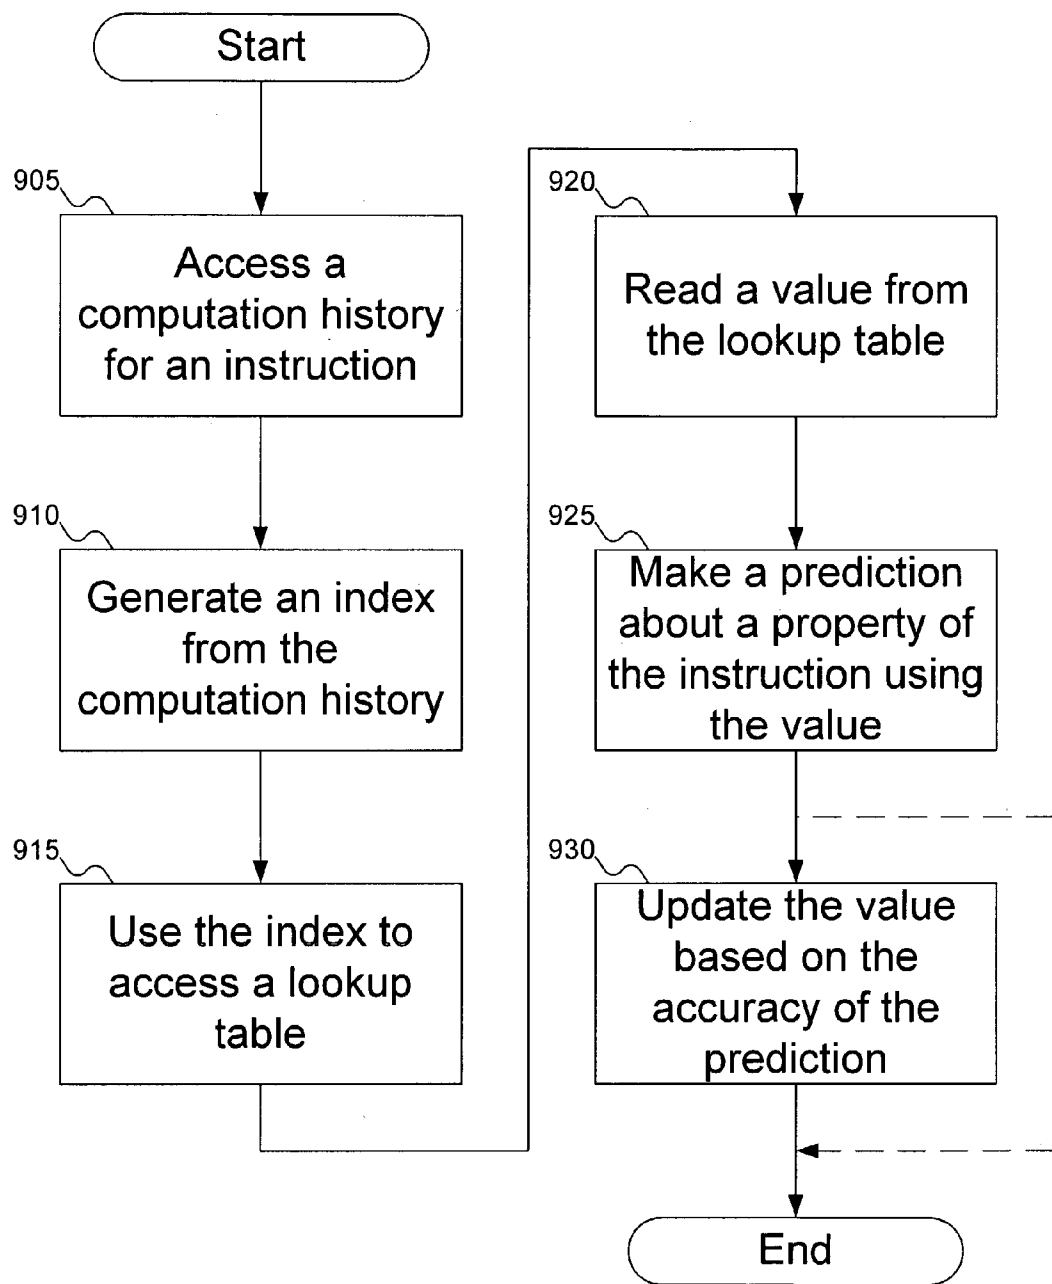 Start
905
Access a
computation history
for an instruction
910
Generate an index
from the
computation history
915
Use the index to
access a lookup
table
920
Read a value from
the lookup table
925
Make a prediction
about a property of
the instruction using
the value
930
Update the value
based on the
accuracy of the
prediction
End